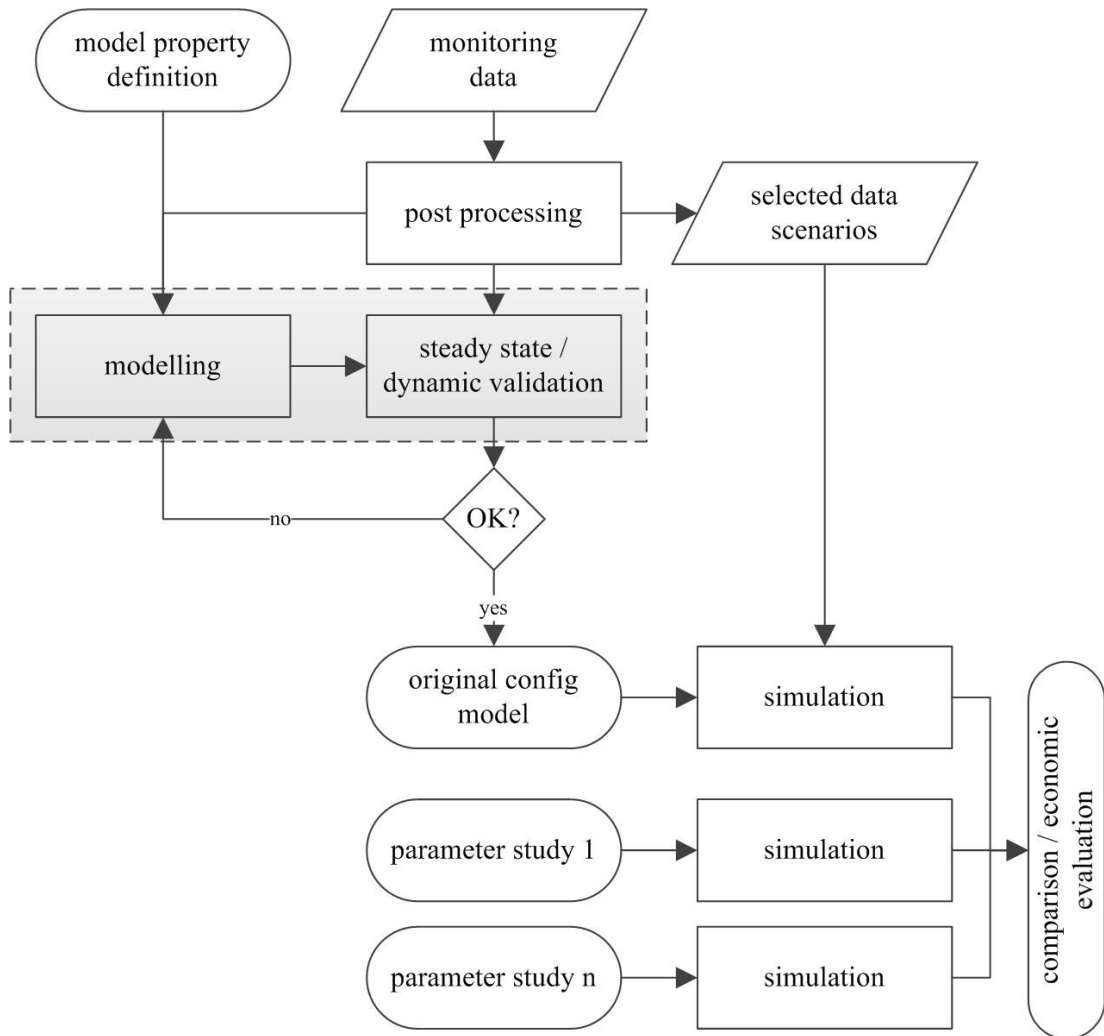 model property
definition
monitoring
data
post processing
selected data
scenarios
modelling
steady state /
dynamic validation
no
OK?
yes
original config
model
simulation
parameter study 1
simulation
parameter study n
simulation
comparison / economic
evaluation